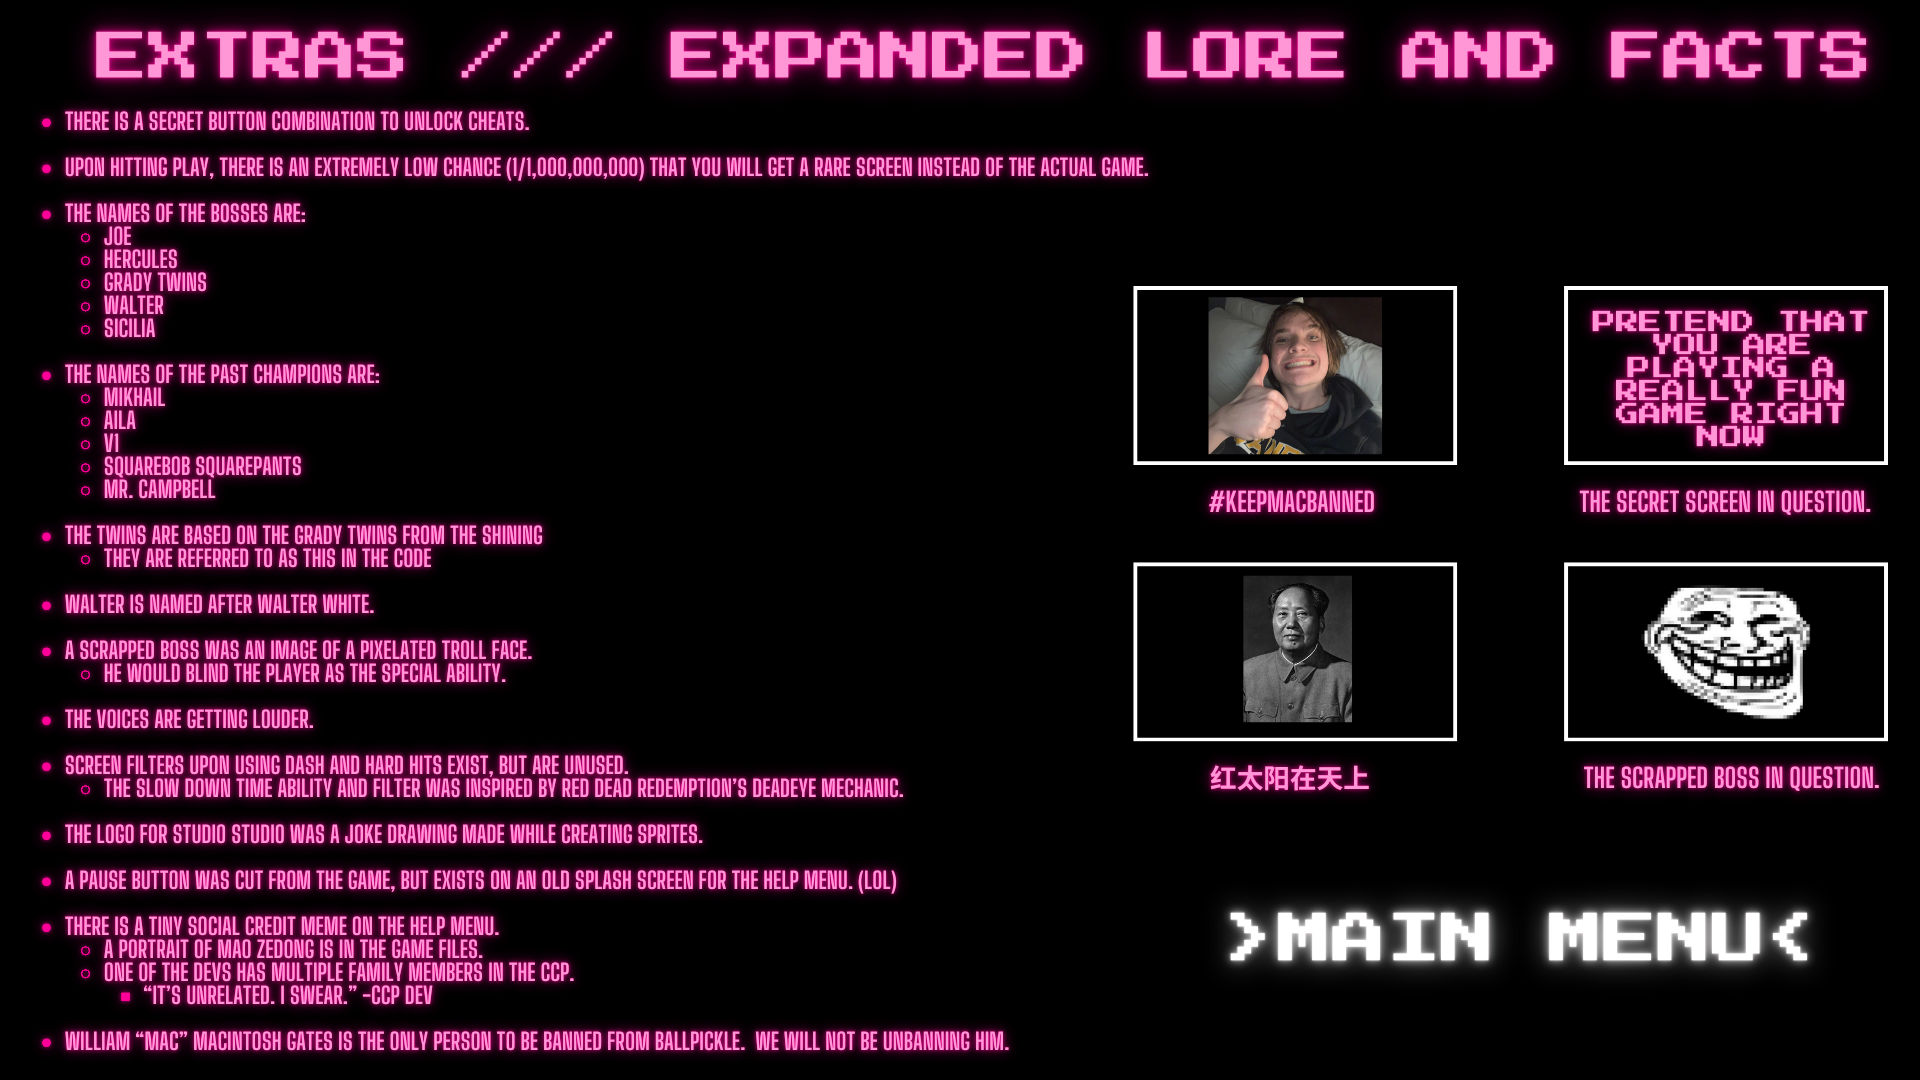 EXTRAS /// EXPANDED LORE AND FACTS
THERE IS A SECRET BUTTON COMBINATION TO UNLOCK CHEATS.
UPON HITTING PLAY, THERE IS AN EXTREMELY LOW CHANCE (1/1,000,000,000) THAT YOU WILL GET A RARE SCREEN INSTEAD OF THE ACTUAL GAME.
THE NAMES OF THE BOSSES ARE:
JOE
HERCULES
GRADY TWINS
WALTER
SICILIA
THE NAMES OF THE PAST CHAMPIONS ARE:
MIKHAIL
AILA
V1
SQUAREBOB SQUAREPANTS
MR. CAMPBELL
THE TWINS ARE BASED ON THE GRADY TWINS FROM THE SHINING
THEY ARE REFERRED TO AS THIS IN THE CODE
WALTER IS NAMED AFTER WALTER WHITE.
A SCRAPPED BOSS WAS AN IMAGE OF A PIXELATED TROLL FACE.
HE WOULD BLIND THE PLAYER AS THE SPECIAL ABILITY.
THE VOICES ARE GETTING LOUDER.
SCREEN FILTERS UPON USING DASH AND HARD HITS EXIST, BUT ARE UNUSED.
THE SLOW DOWN TIME ABILITY AND FILTER WAS INSPIRED BY RED DEAD REDEMPTION'S DEADEYE MECHANIC.
THE LOGO FOR STUDIO STUDIO WAS A JOKE DRAWING MADE WHILE CREATING SPRITES.
A PAUSE BUTTON WAS CUT FROM THE GAME, BUT EXISTS ON AN OLD SPLASH SCREEN FOR THE HELP MENU. (LOL)
THERE IS A TINY SOCIAL CREDIT MEME ON THE HELP MENU.
A PORTRAIT OF MAO ZEDONG IS IN THE GAME FILES.
ONE OF THE DEVS HAS MULTIPLE FAMILY MEMBERS IN THE CCP.
“IT'S UNRELATED. I SWEAR.” -CCP DEV
WILLIAM “MAC” MACINTOSH GATES IS THE ONLY PERSON TO BE BANNED FROM BALLPICKLE. WE WILL NOT BE UNBANNING HIM.
#KEEPMACBANNED
PRETEND THAT
YOU ARE
PLAYING A
REALLY FUN
GAME RIGHT
NOW
THE SECRET SCREEN IN QUESTION.
红太阳在天上
THE SCRAPPED BOSS IN QUESTION.
>MAIN MENU<